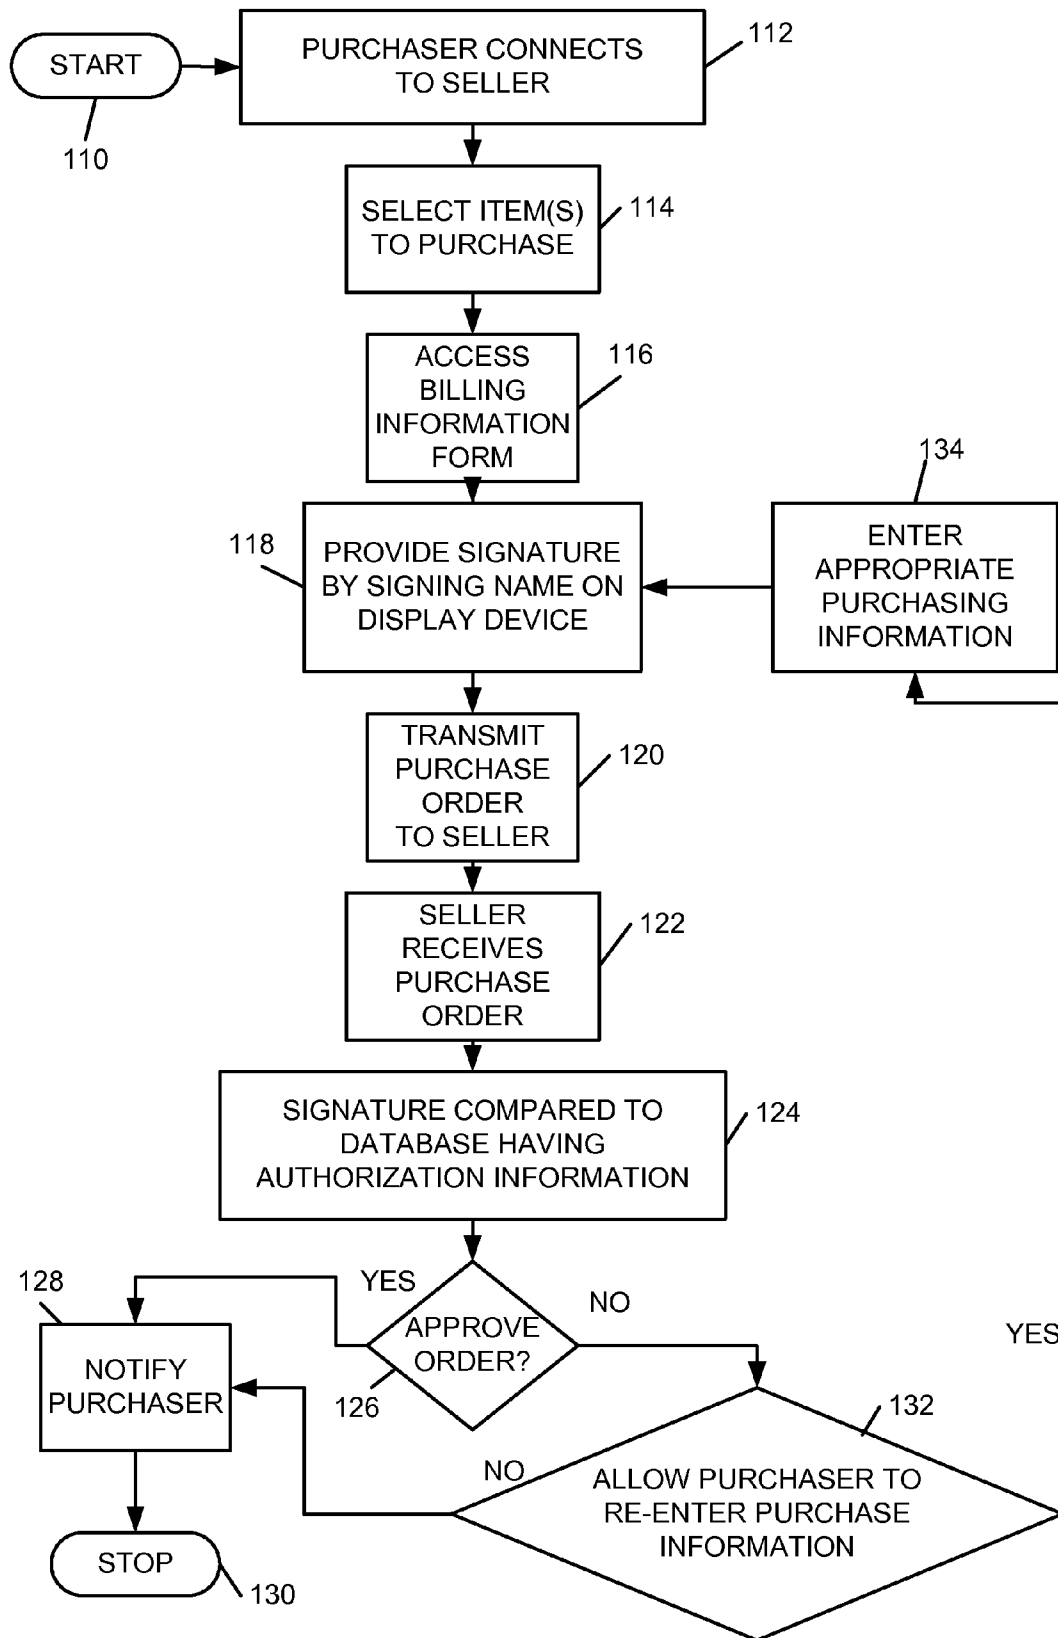 START
110
PURCHASER CONNECTS
TO SELLER
112
SELECT ITEM(S)
TO PURCHASE
114
ACCESS
BILLING
INFORMATION
FORM
116
PROVIDE SIGNATURE
BY SIGNING NAME ON
DISPLAY DEVICE
118
134
ENTER
APPROPRIATE
PURCHASING
INFORMATION
TRANSMIT
PURCHASE
ORDER
TO SELLER
120
SELLER
RECEIVES
PURCHASE
ORDER
122
SIGNATURE COMPARED TO
DATABASE HAVING
AUTHORIZATION INFORMATION
124
APPROVE
ORDER?
126
YES
NO
128
NOTIFY
PURCHASER
STOP
130
YES
132
NO
ALLOW PURCHASER TO
RE-ENTER PURCHASE
INFORMATION